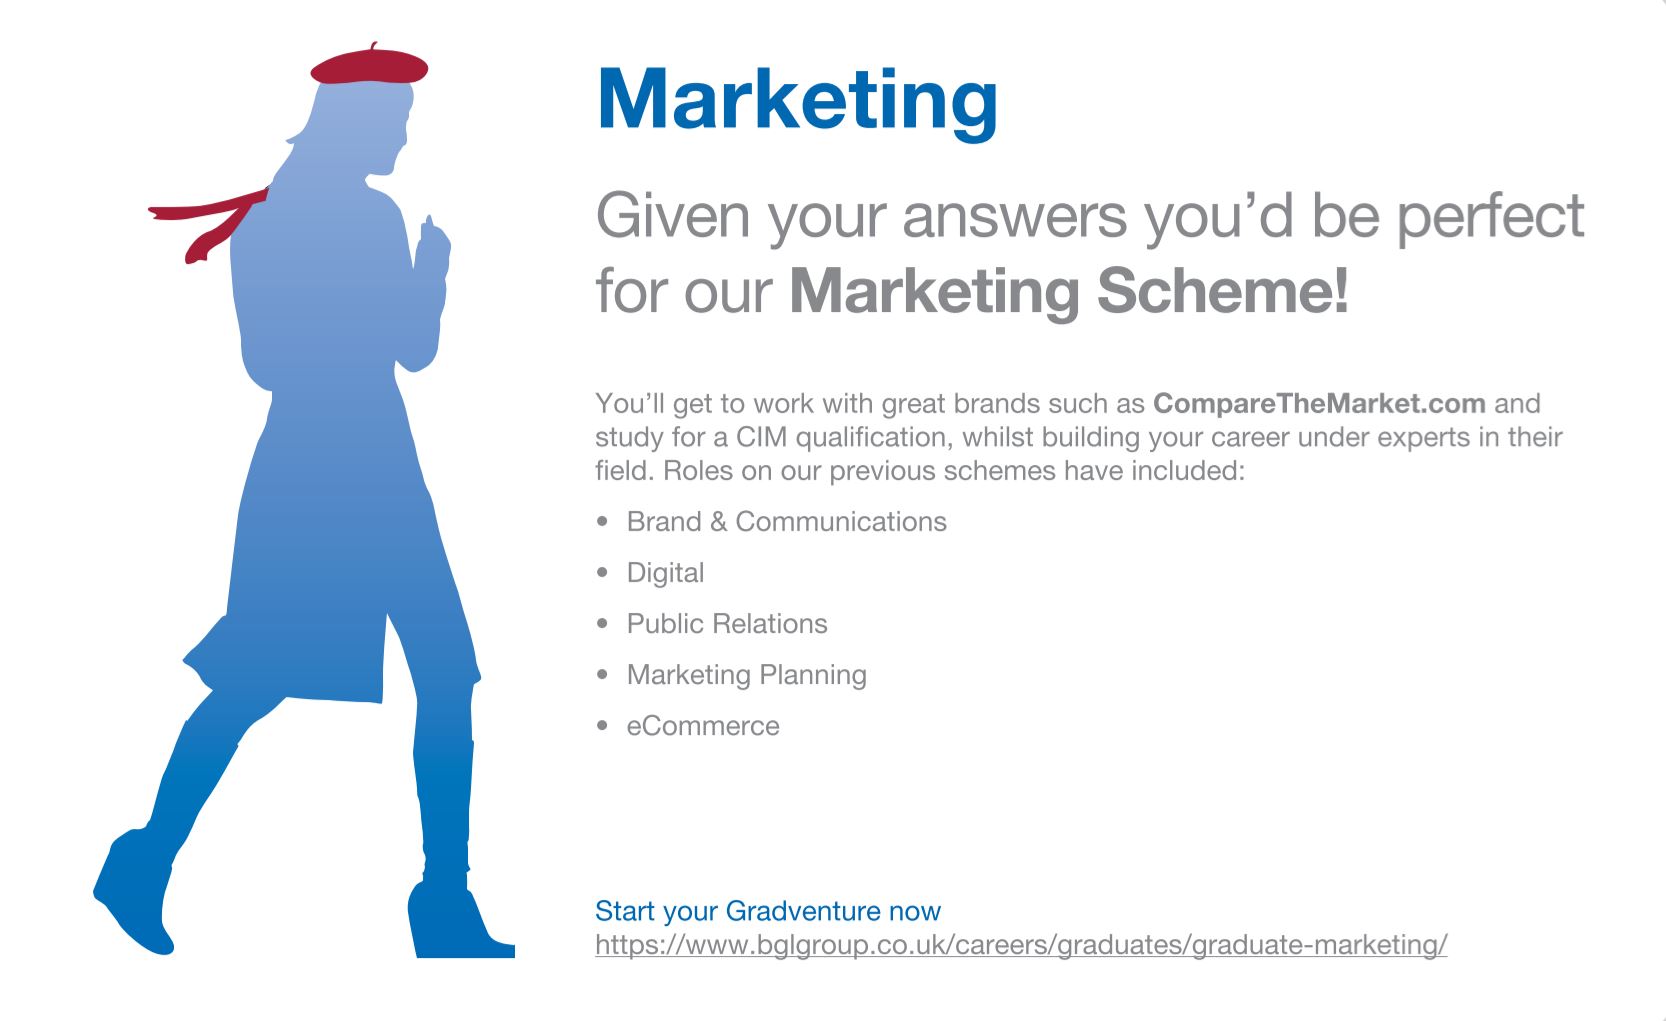 Marketing
Given your answers you’d be perfect
for our Marketing Scheme!
You’ll get to work with great brands such as CompareTheMarket.com and
study for a CIM qualification, whilst building your career under experts in their
field. Roles on our previous schemes have included:
• Brand & Communications
• Digital
• Public Relations
• Marketing Planning
• eCommerce
Start your Gradventure now
https://www.bglgroup.co.uk/careers/graduates/graduate-marketing/